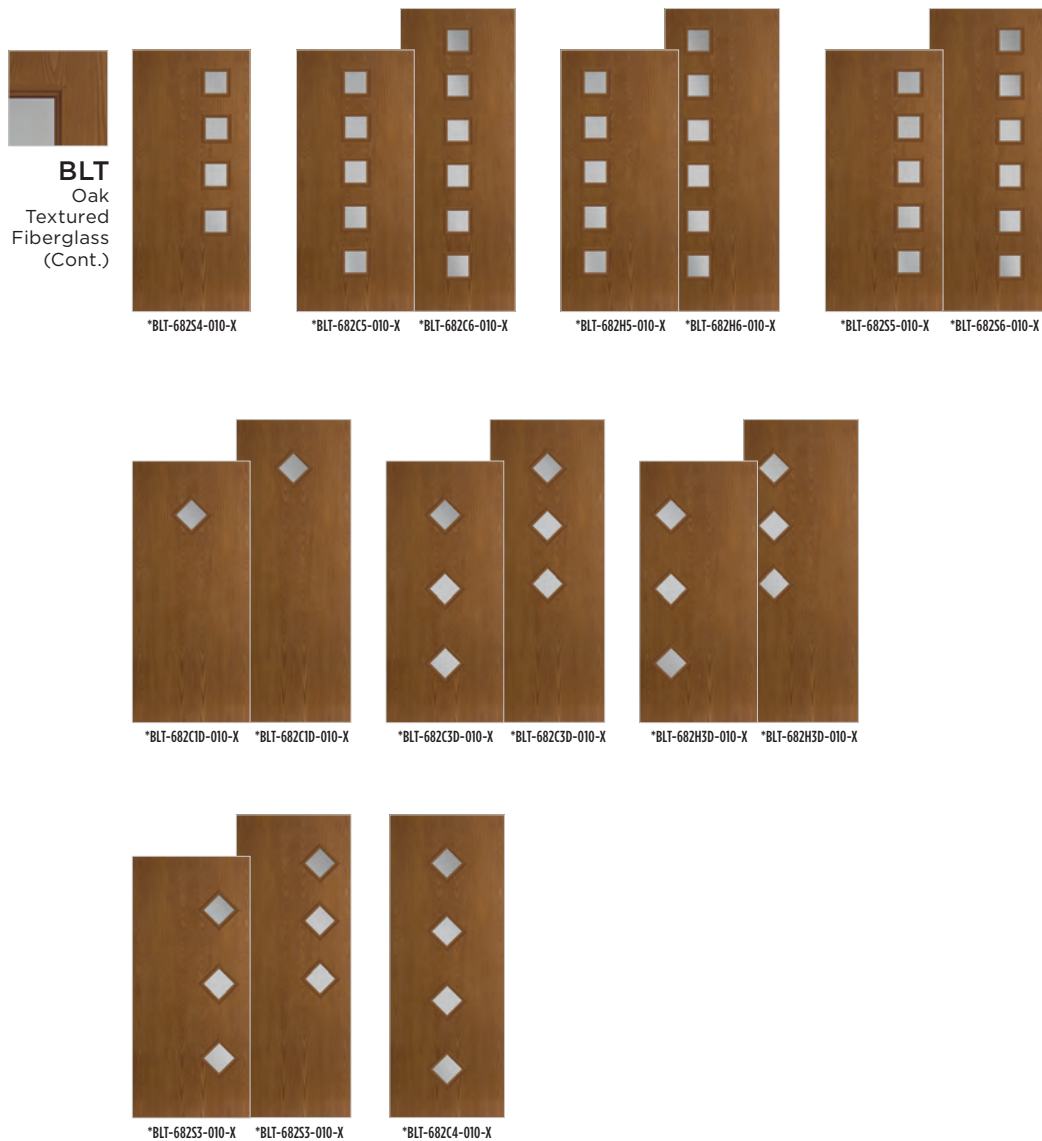 BLT
Oak
Textured
Fiberglass
(Cont.)
*BLT-682S4-010-X
*BLT-682C5-010-X *BLT-682C6-010-X
*BLT-682H5-010-X *BLT-682H6-010-X
*BLT-682S5-010-X *BLT-682S6-010-X
*BLT-682C1D-010-X *BLT-682C1D-010-X
*BLT-682C3D-010-X *BLT-682C3D-010-X
*BLT-682H3D-010-X *BLT-682H3D-010-X
*BLT-682S3-010-X *BLT-682S3-010-X
*BLT-682C4-010-X